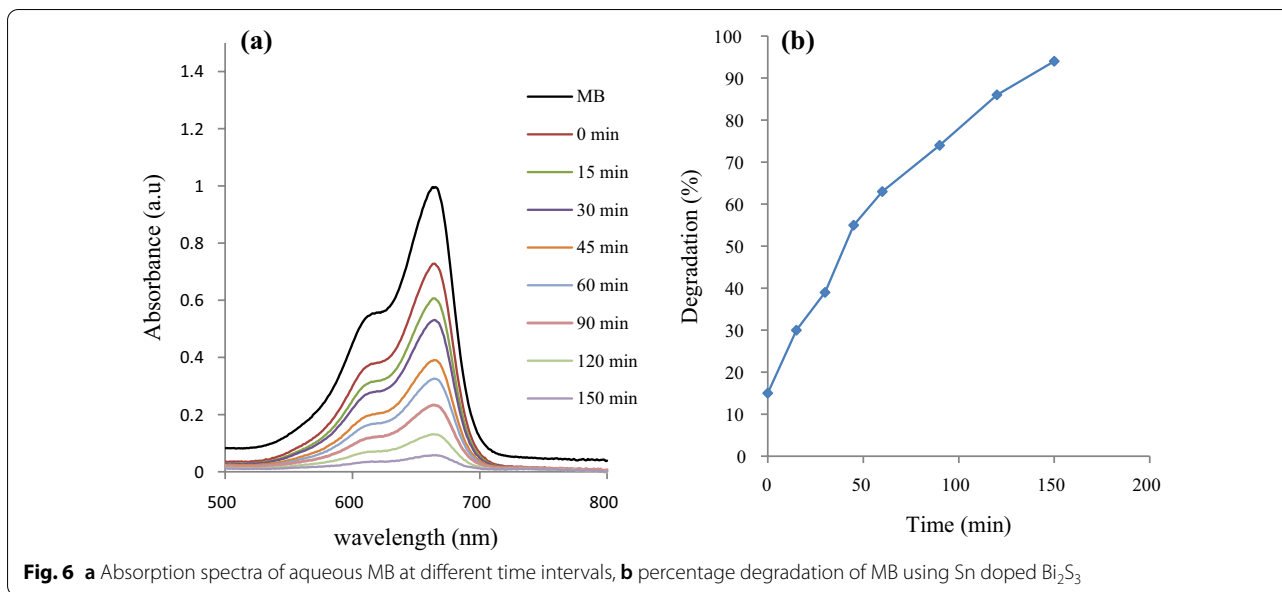 (a)
1.4
1.2
1
0.8
0.6
0.4
0.2
0
Absorbance (a.u)
500
600
700
800
wavelength (nm)
MB
0 min
15 min
30 min
45 min
60 min
90 min
120 min
150 min
(b)
100
90
80
70
60
50
40
30
20
10
0
Degradation (%)
0
50
100
150
200
Time (min)
Fig. 6 a Absorption spectra of aqueous MB at different time intervals, b percentage degradation of MB using Sn doped Bi₂S₃